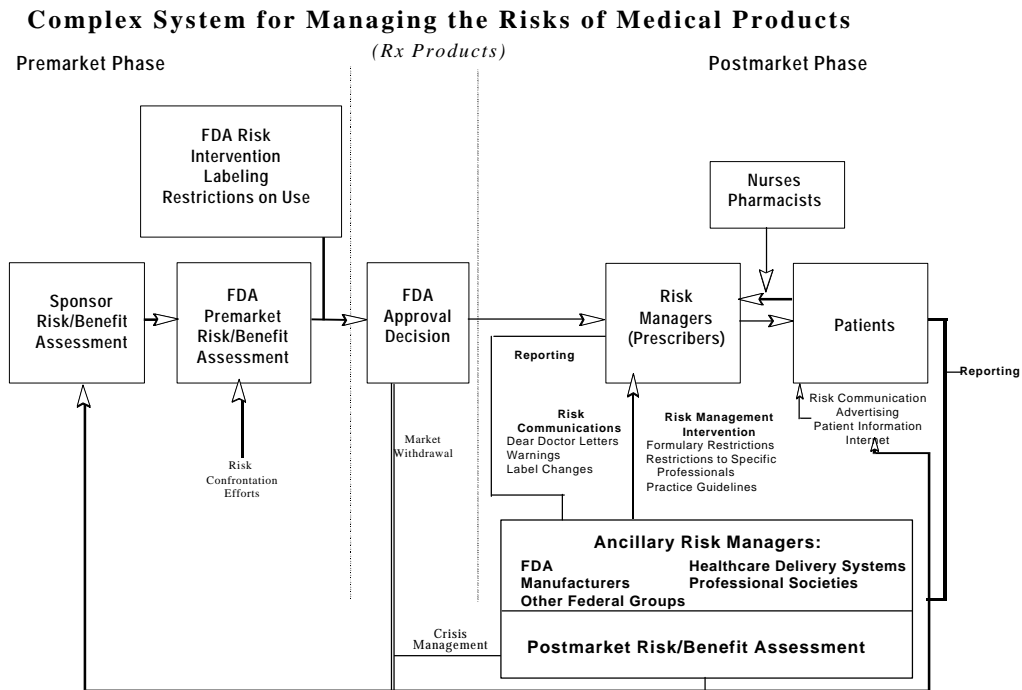 Complex System for Managing the Risks of Medical Products
(Rx Products)
Premarket Phase
Postmarket Phase
FDA Risk
Intervention
Labeling
Restrictions on Use
Nurses
Pharmacists
Sponsor
Risk/Benefit
Assessment
FDA
Premarket
Risk/Benefit
Assessment
FDA
Approval
Decision
Risk
Managers
(Prescribers)
Patients
Reporting
Reporting
Risk Communication
Advertising
Patient Information
Internet
Risk
Confrontation
Efforts
Market
Withdrawal
Risk
Communications
Dear Doctor Letters
Warnings
Label Changes
Risk Management
Intervention
Formulary Restrictions
Restrictions to Specific
Professionals
Practice Guidelines
Ancillary Risk Managers:
FDA
Manufacturers
Other Federal Groups
Healthcare Delivery Systems
Professional Societies
Crisis
Management
Postmarket Risk/Benefit Assessment